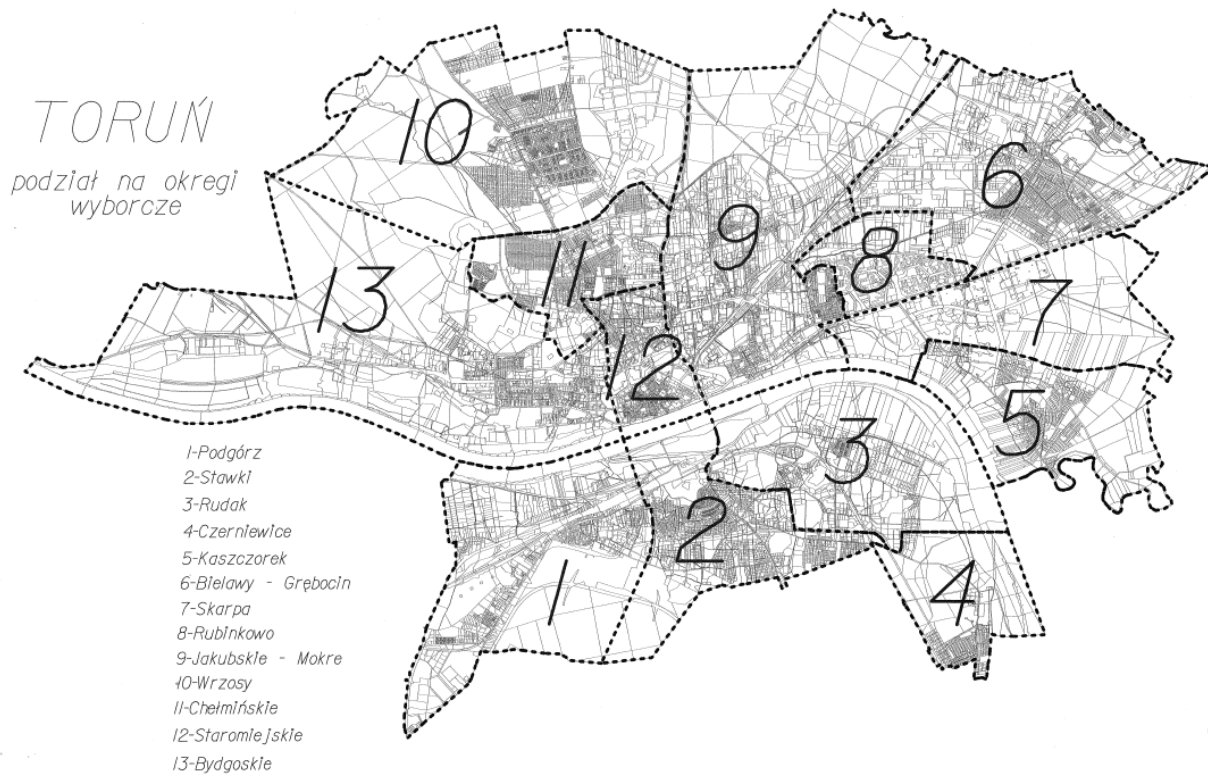 TORUŃ
podział na okręgi
wyborcze
10
6
9
8
11
13
7
12
5
3
2
1
4
1-Podgórz
2-Stawki
3-Rudak
4-Czerniewice
5-Kaszczorek
6-Bielawy - Grębocin
7-Skarpa
8-Rubinkowo
9-Jakubskie - Mokre
10-Wrzosy
11-Chełmińskie
12-Staromiejskie
13-Bydgoskie